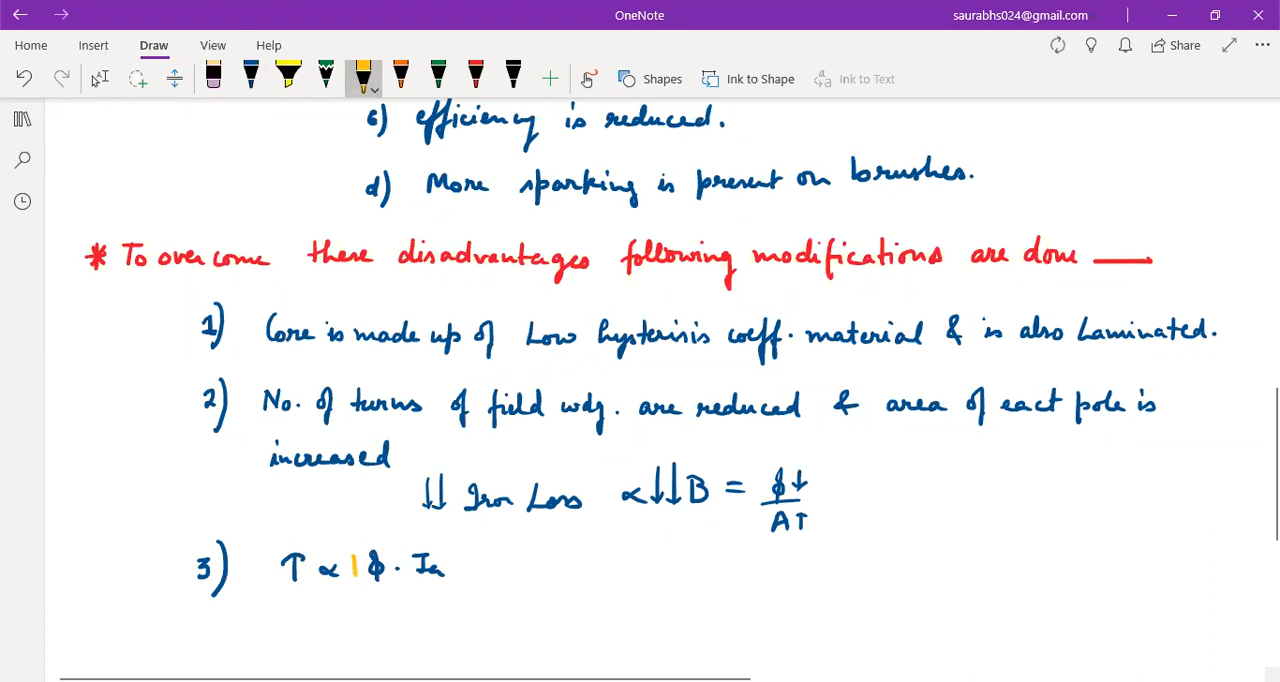 OneNote
saurabhs024@gmail.com
Home Insert Draw View Help
Share
Shapes Ink to Shape Ink to Text
c) efficiency is reduced.
d) More sparking is present on brushes.
* To overcome these disadvantages following modifications are done —
1) Core is made up of Low hysterisis coeff. material & is also Laminated.
2) No. of turns of field wdg. are reduced & area of each pole is
increased
↓↓ Iron Loss ∝ ↓↓ B = ϕ↓ / A↑
3) T ∝ | ϕ · Ia